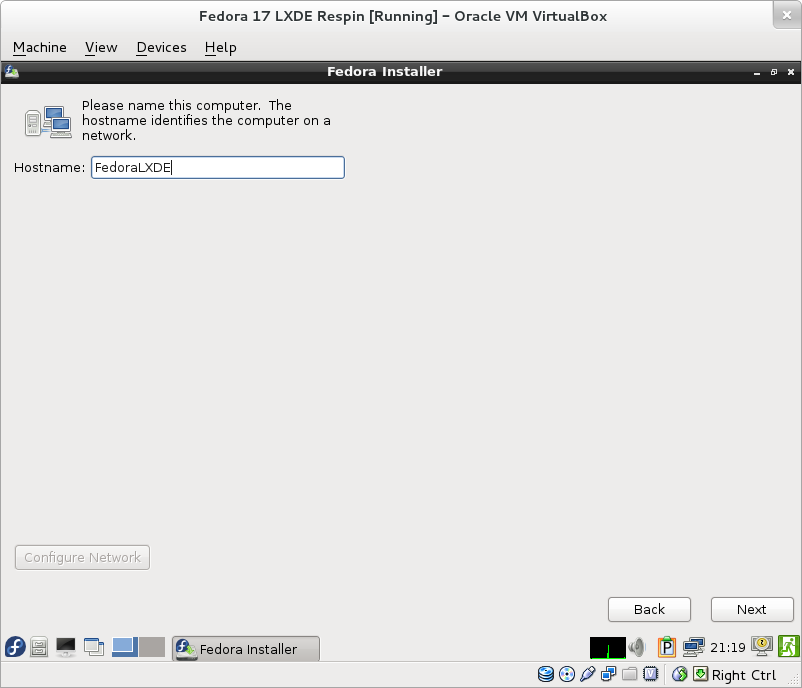 Fedora 17 LXDE Respin [Running] – Oracle VM VirtualBox
Machine View Devices Help
Fedora Installer
Please name this computer. The
hostname identifies the computer on a
network.
Hostname: FedoraLXDE
Configure Network
Back Next
Fedora Installer P 21:19
Right Ctrl